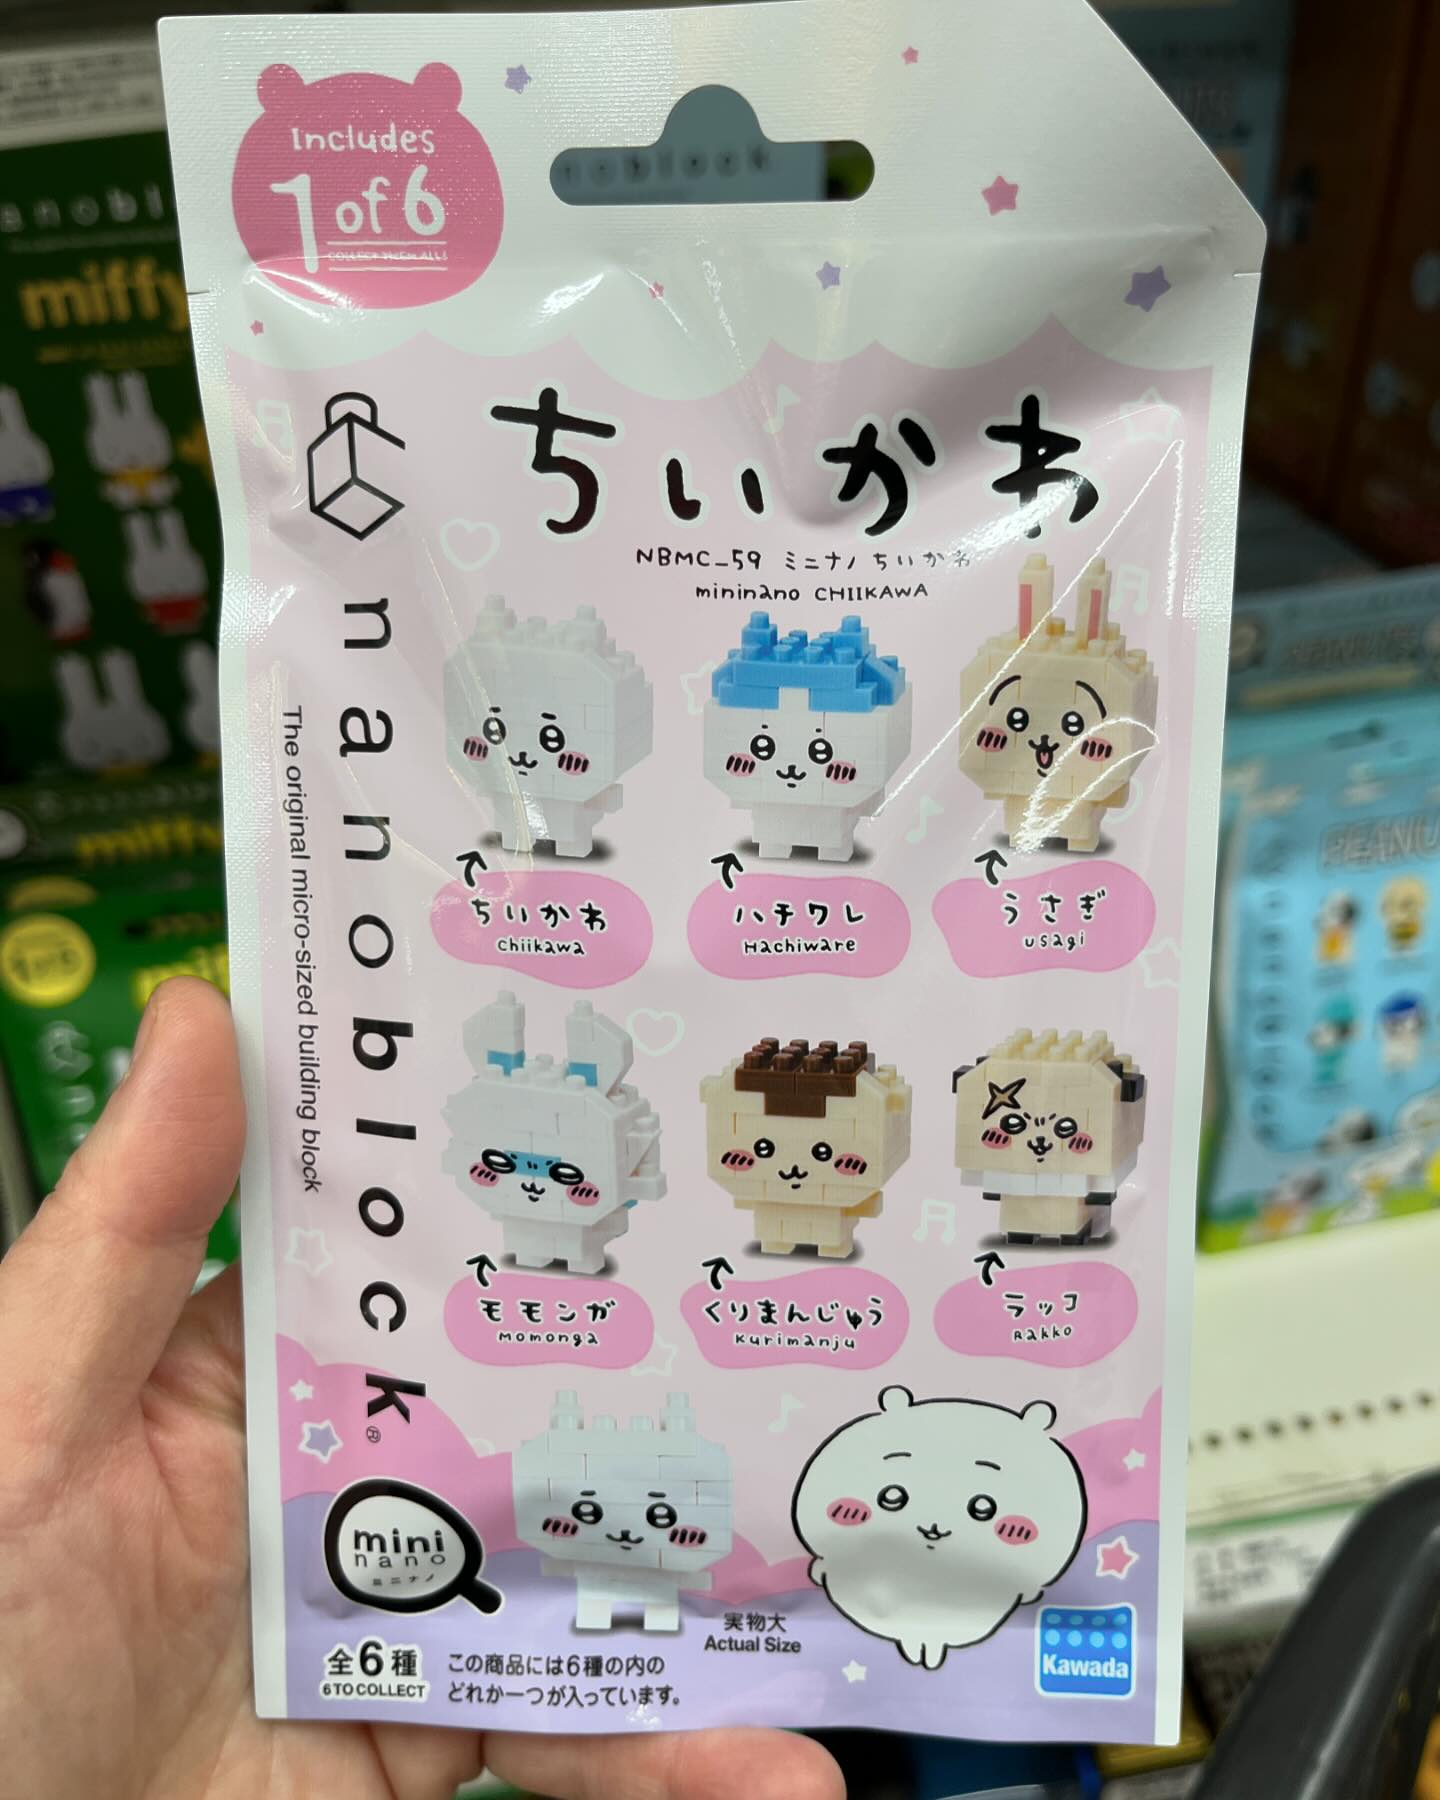 Includes
1 of 6
COLLECT THEM ALL!
ちいかわ
NBMC_59 ミニナノ ちいかわ
mininano CHIIKAWA
nanoblock®
The original micro-sized building block
ちいかわ
Chiikawa
ハチワレ
Hachiware
うさぎ
Usagi
モモンガ
Momonga
くりまんじゅう
Kurimanju
ラッコ
Rakko
mini
nano
ミニナノ
実物大
Actual Size
Kawada
全6種
6 TO COLLECT
この商品には6種の内の
どれか一つが入っています。
miffy
miffy
PEANUTS